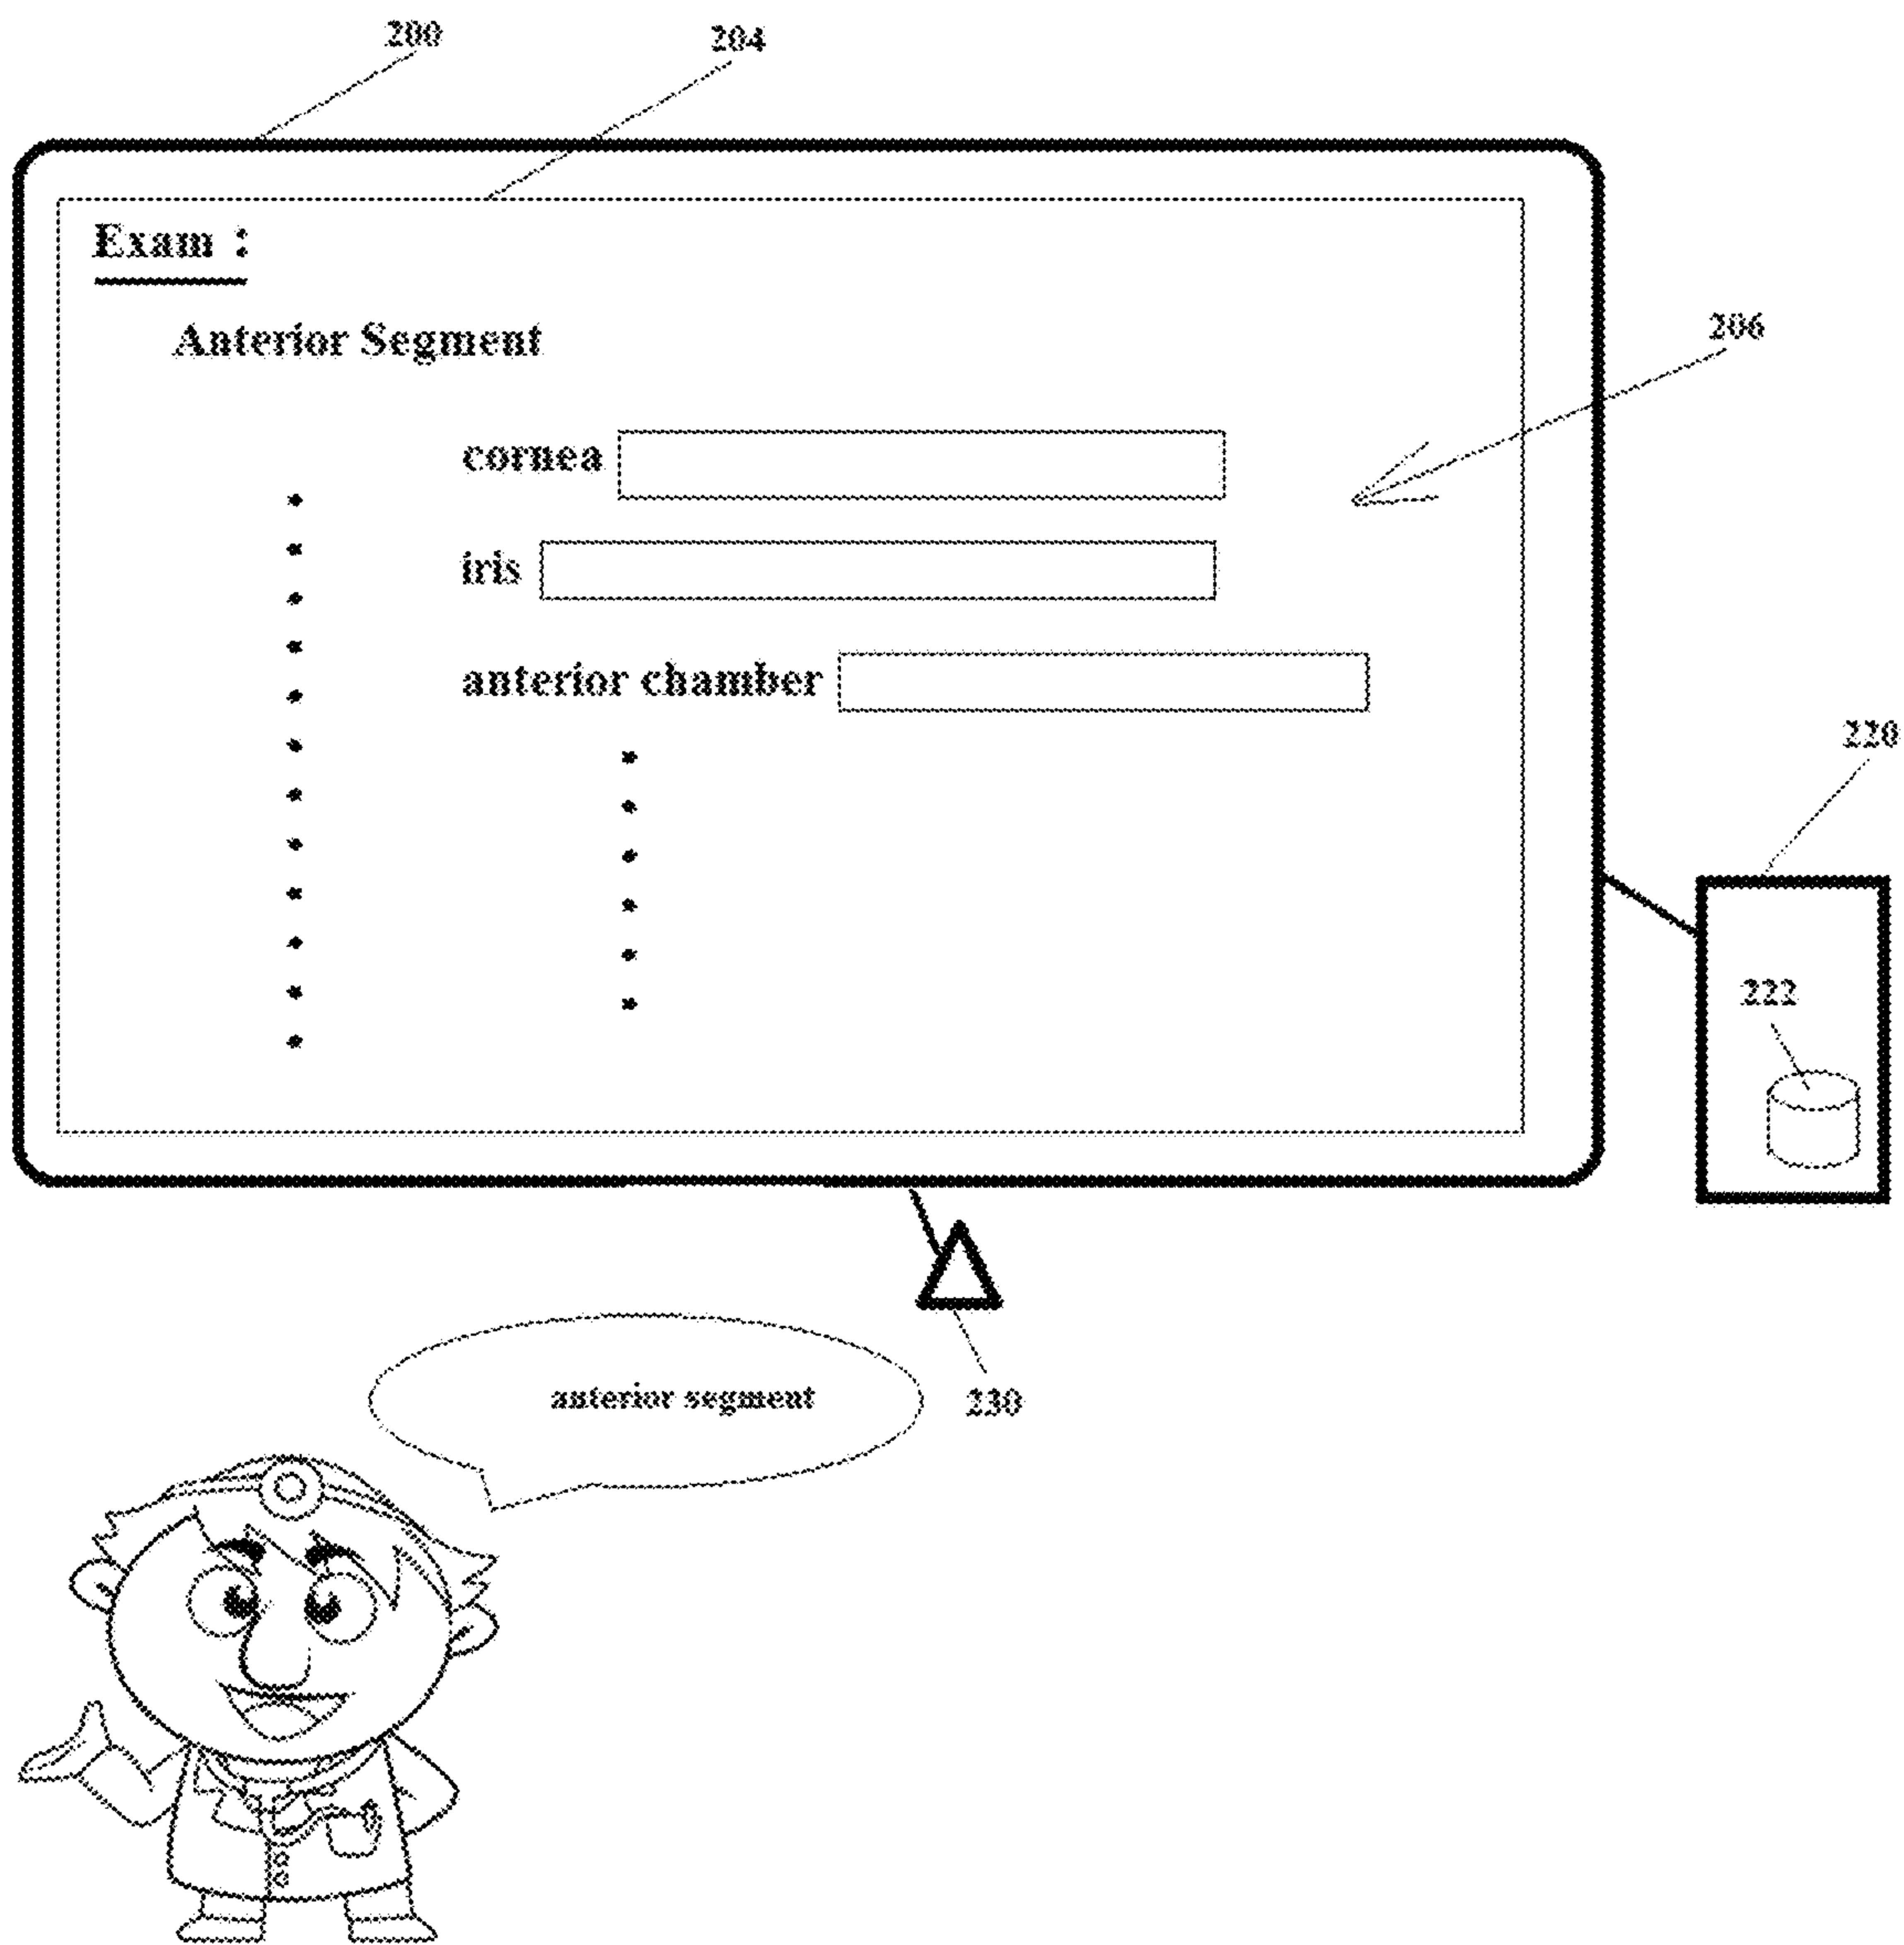 200
204
Exam :
Anterior Segment
206
cornea
iris
anterior chamber
220
222
anterior segment
230